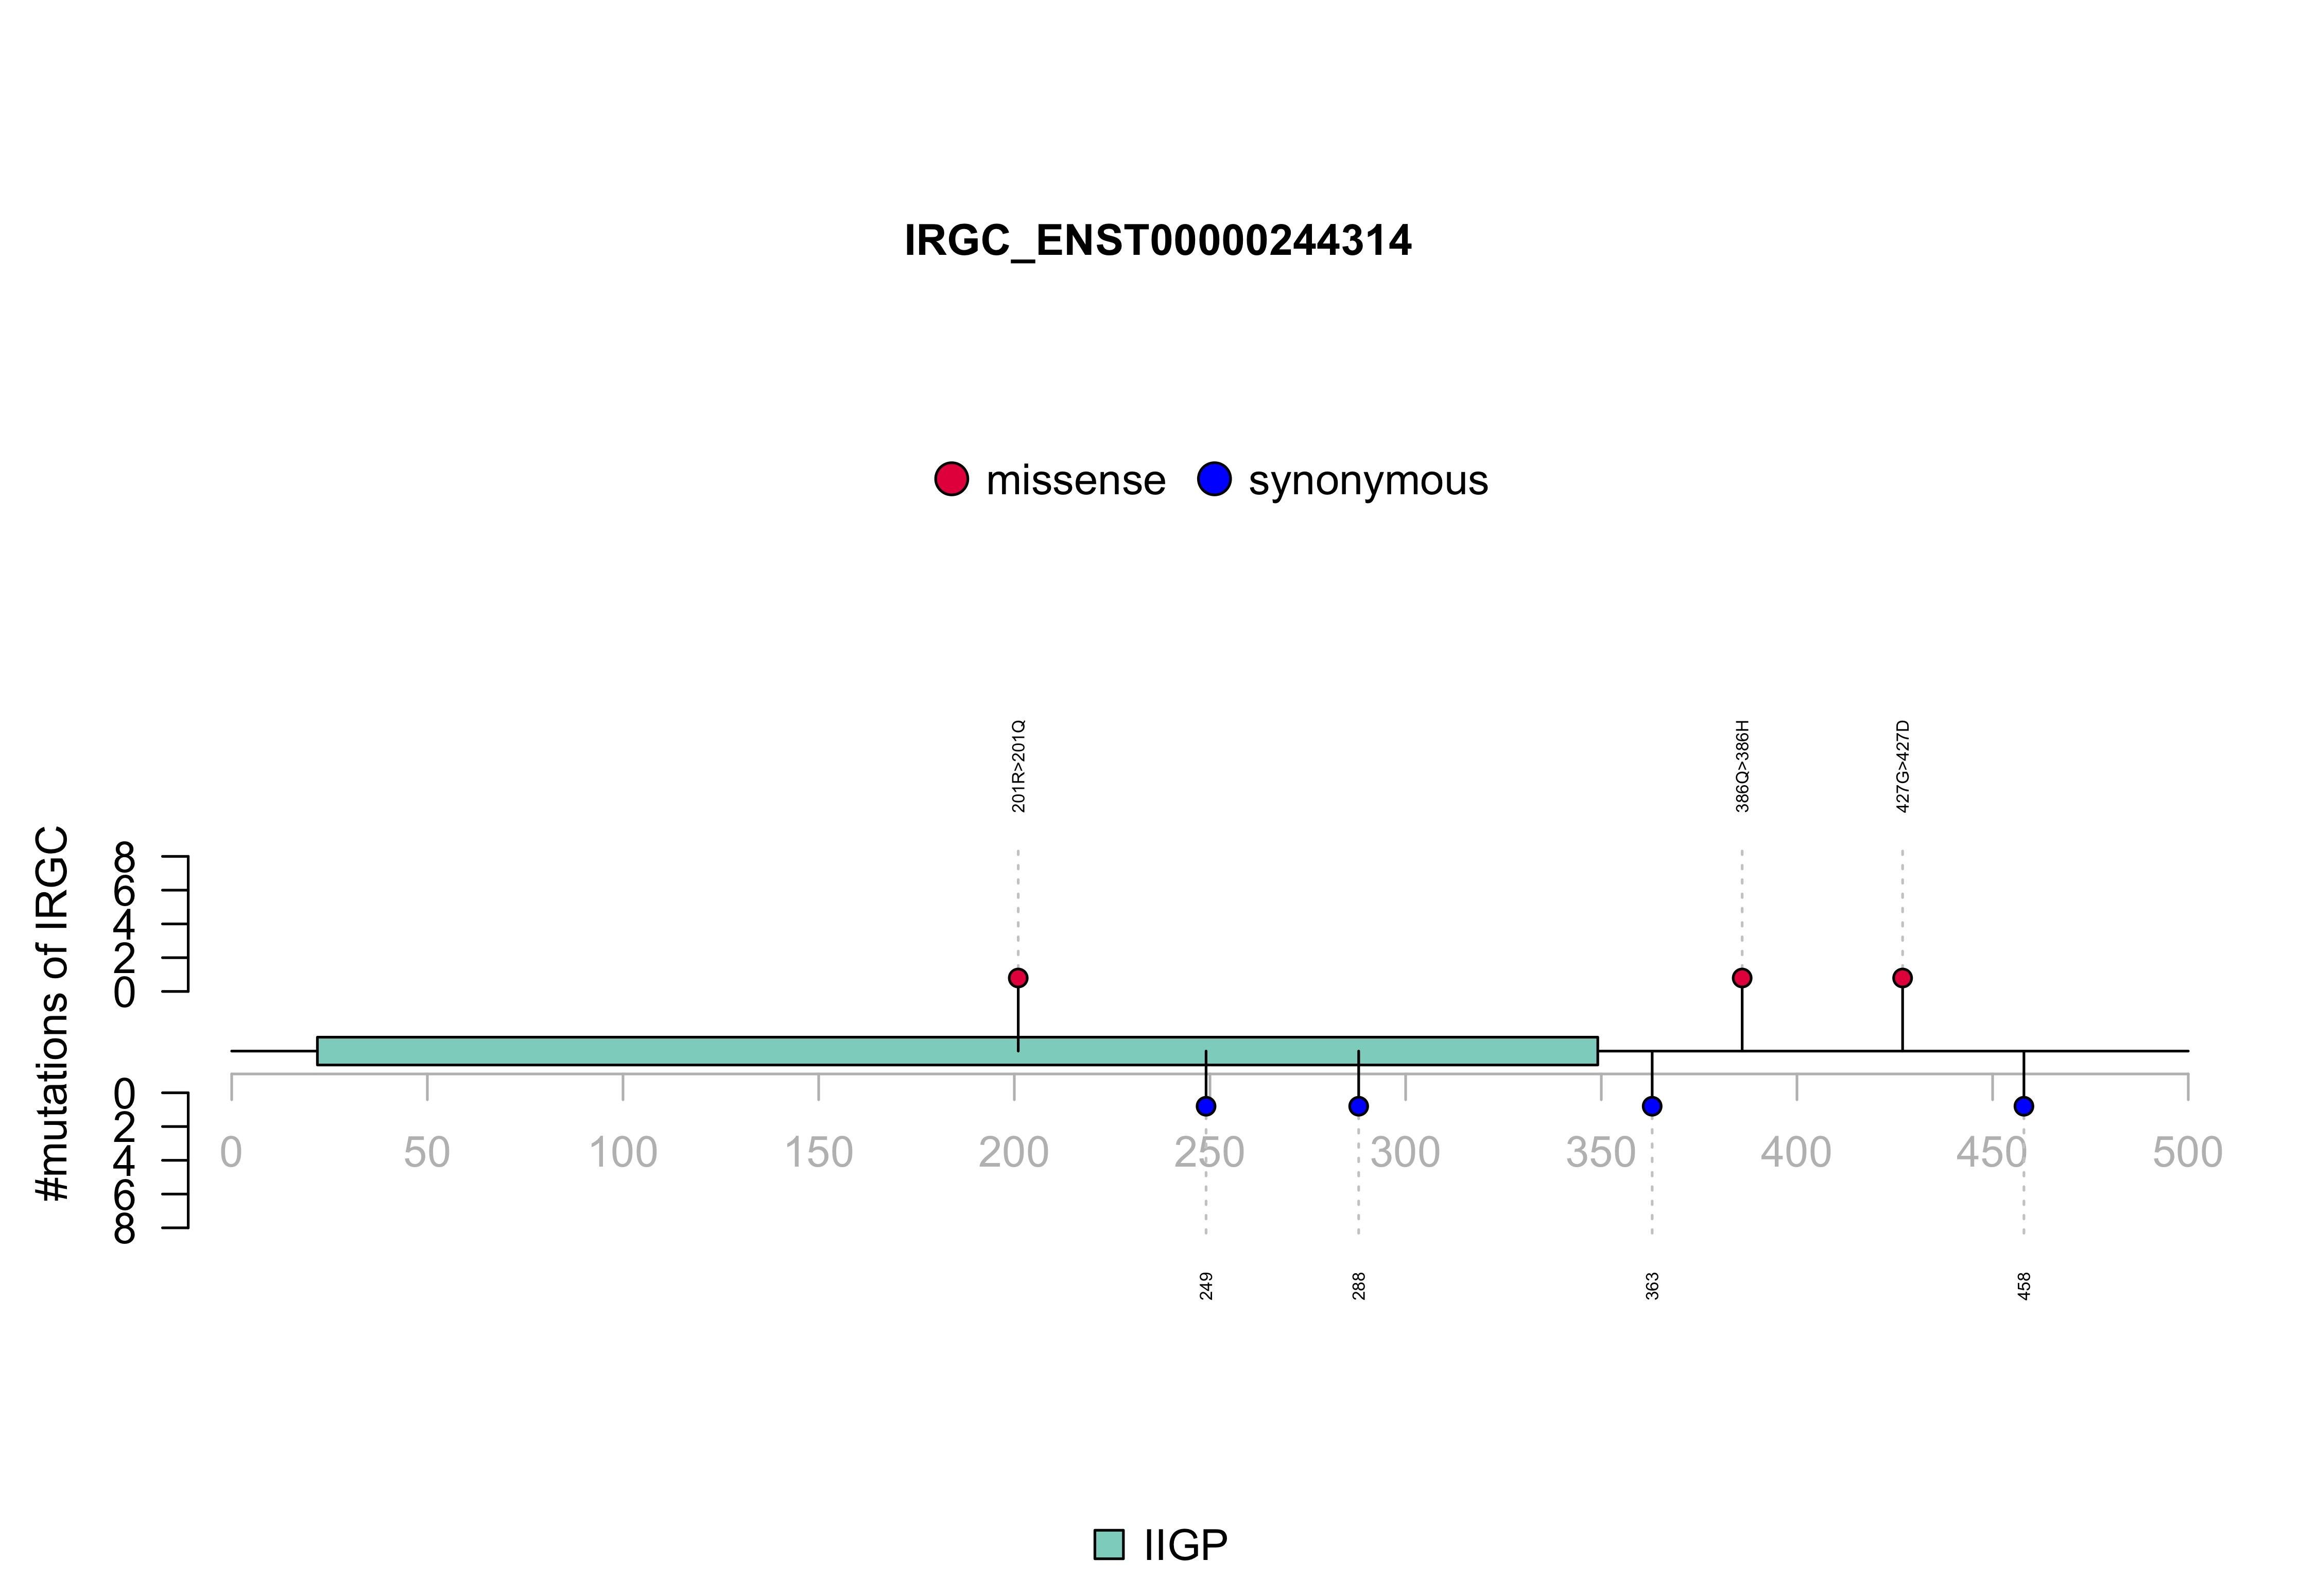 IRGC_ENST00000244314
missense synonymous
201R>201Q 386Q>386H 427G>427D
#mutations of IRGC
8
6
4
2
0
0
2
4
6
8
0 50 100 150 200 250 300 350 400 450 500
249 288 363 458
IIGP